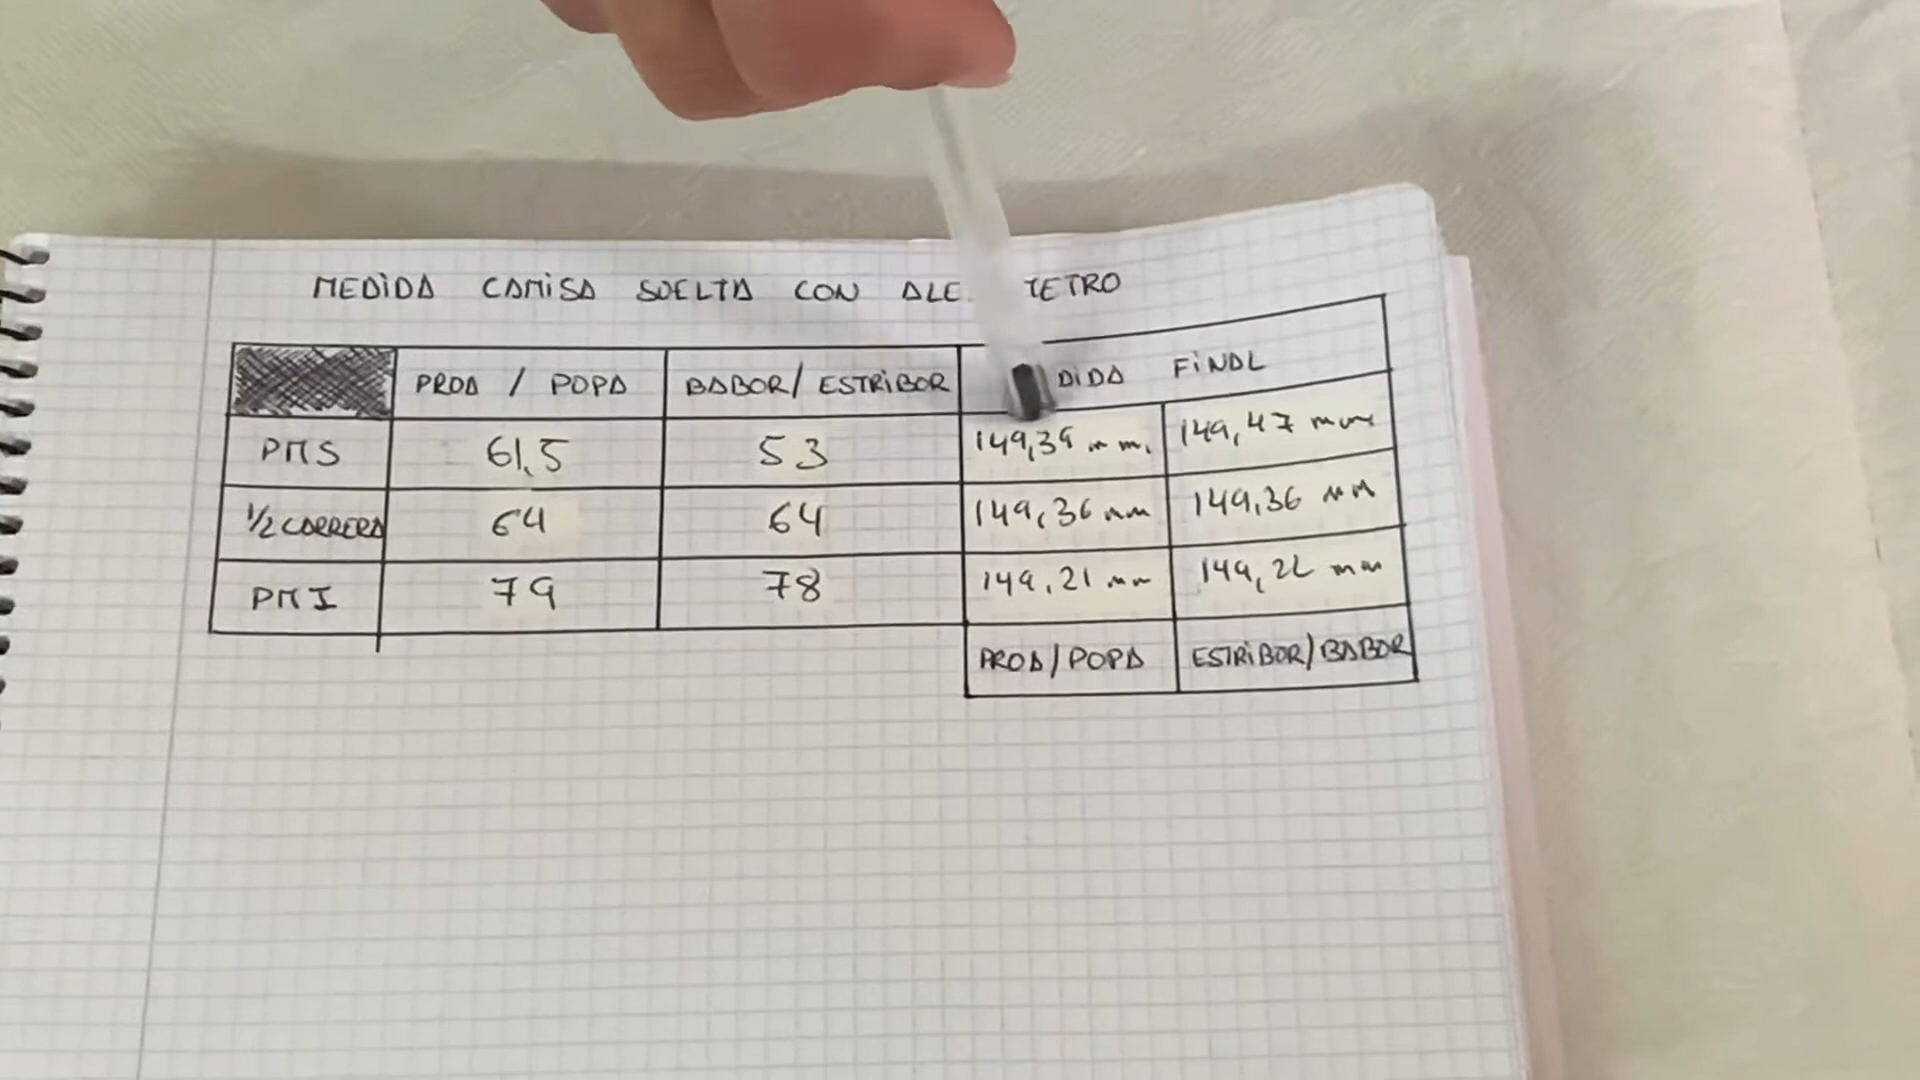 MEDIDA CAMISA SUELTA CON ALE TETRO
PROA / POPA BABOR/ ESTRIBOR DIDA FINAL
PMS 61,5 53 149,39 mm. 149,47 mm
1/2 CARRERA 64 64 149,36 mm 149,36 mm
PMI 79 78 149,21 mm 149,22 mm
PROA/POPA ESTRIBOR/BABOR